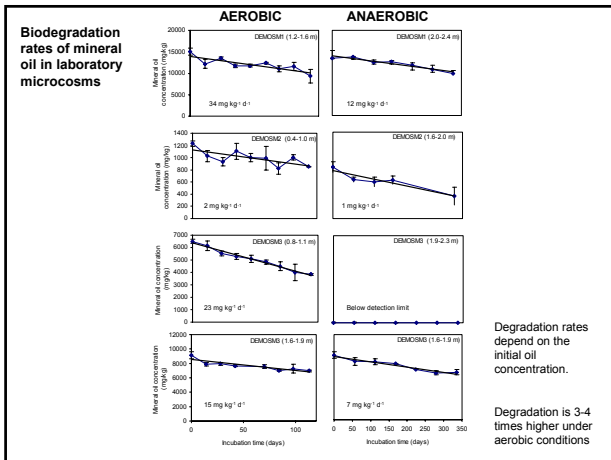 AEROBIC
ANAEROBIC
Biodegradation
rates of mineral
oil in laboratory
microcosms
Mineral oil
concentration (mg/kg)
15000
10000
5000
0
DEMOSM1 (1.2-1.6 m)
34 mg kg⁻¹ d⁻¹
DEMOSM1 (2.0-2.4 m)
12 mg kg⁻¹ d⁻¹
Mineral oil
concentration (mg/kg)
1400
1200
1000
800
600
400
200
0
DEMOSM2 (0.4-1.0 m)
2 mg kg⁻¹ d⁻¹
DEMOSM2 (1.6-2.0 m)
1 mg kg⁻¹ d⁻¹
Mineral oil concentration
(mg/kg)
7000
6000
5000
4000
3000
2000
1000
0
DEMOSM3 (0.8-1.1 m)
23 mg kg⁻¹ d⁻¹
DEMOSM3 (1.9-2.3 m)
Below detection limit
Mineral oil concentration
(mg/kg)
12000
10000
8000
6000
4000
2000
0
DEMOSM3 (1.6-1.9 m)
15 mg kg⁻¹ d⁻¹
0 50 100
Incubation time (days)
DEMOSM3 (1.6-1.9 m)
7 mg kg⁻¹ d⁻¹
0 50 100 150 200 250 300 350
Incubation time (days)
Degradation rates
depend on the
initial oil
concentration.
Degradation is 3-4
times higher under
aerobic conditions